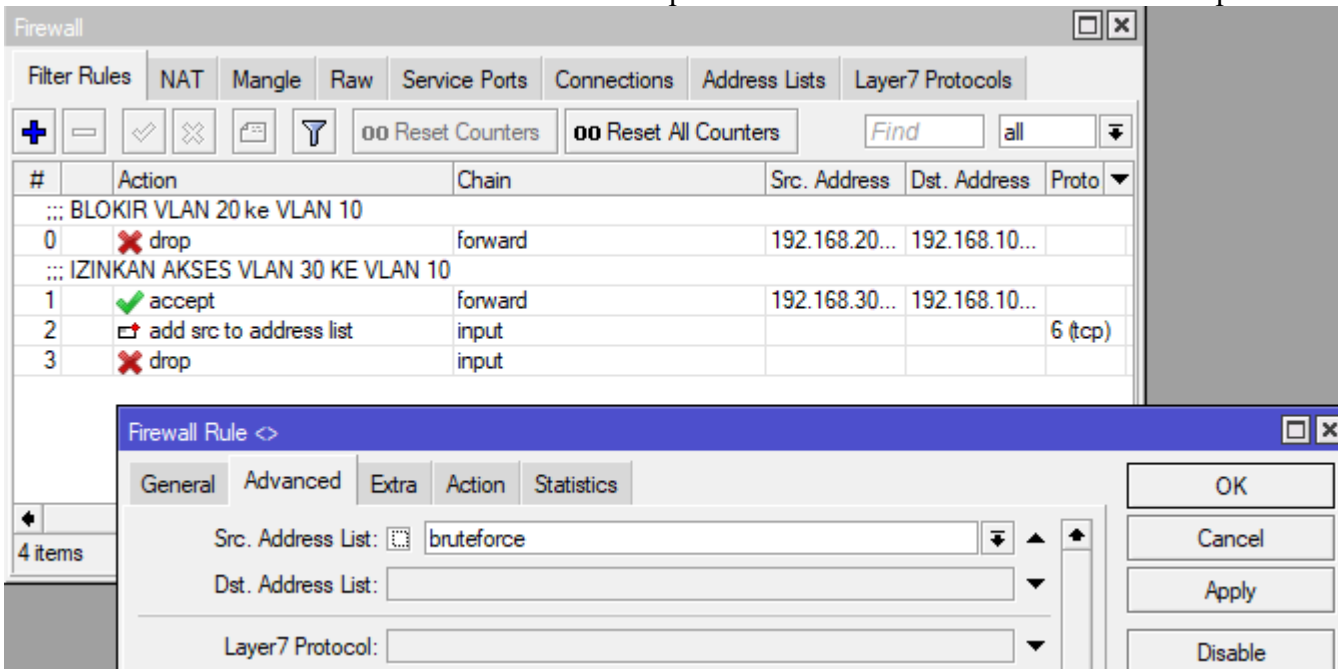 Firewall
Filter Rules NAT Mangle Raw Service Ports Connections Address Lists Layer7 Protocols
00 Reset Counters 00 Reset All Counters Find all
# Action Chain Src. Address Dst. Address Proto
;;; BLOKIR VLAN 20 ke VLAN 10
0 drop forward 192.168.20... 192.168.10...
;;; IZINKAN AKSES VLAN 30 KE VLAN 10
1 accept forward 192.168.30... 192.168.10...
2 add src to address list input 6 (tcp)
3 drop input
4 items
Firewall Rule <>
General Advanced Extra Action Statistics
Src. Address List: bruteforce
Dst. Address List:
Layer7 Protocol:
OK
Cancel
Apply
Disable